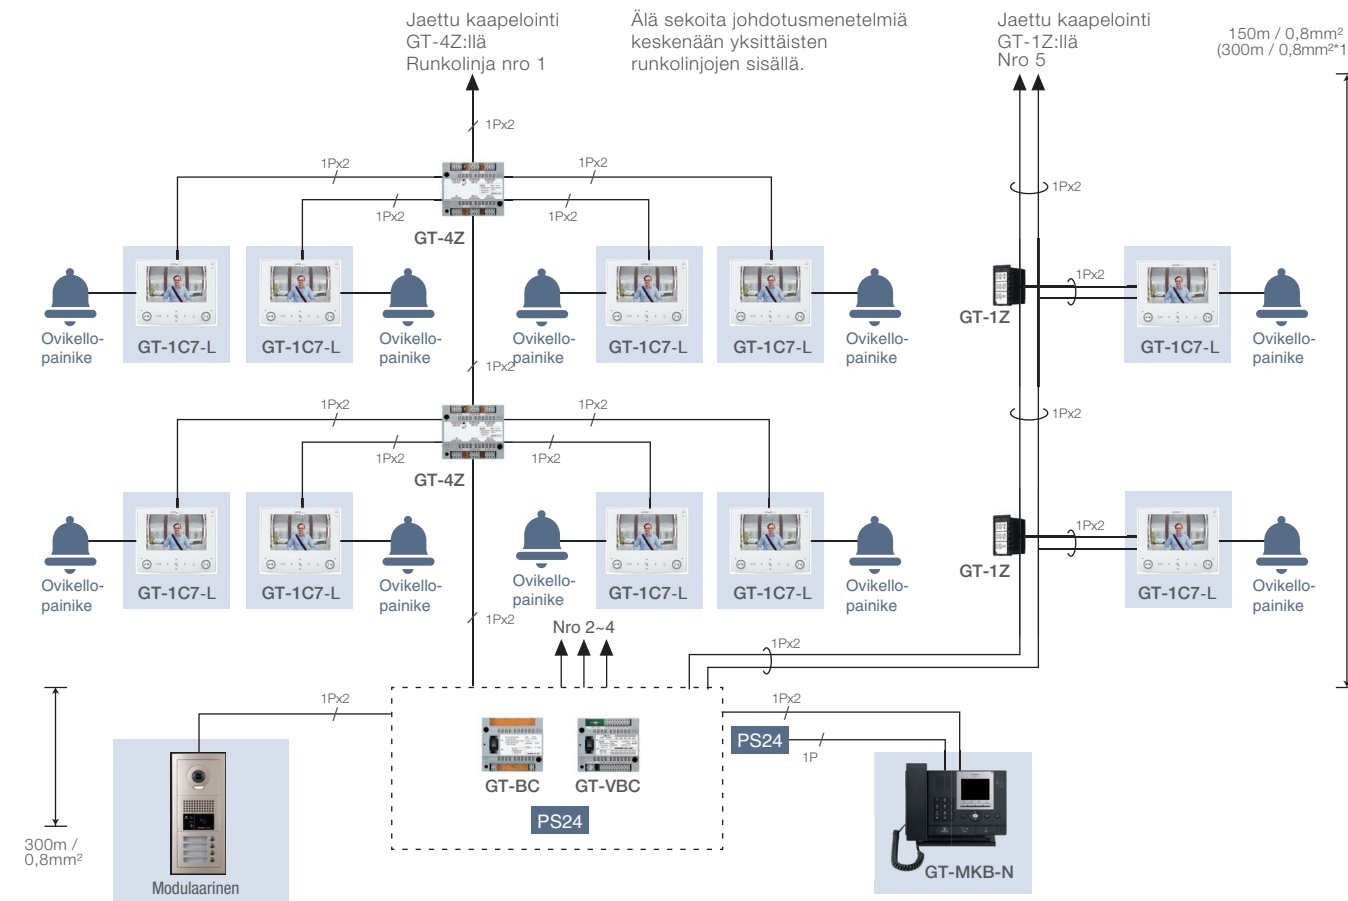 Jaettu kaapelointi
GT-4Z:llä
Runkolinja nro 1
Älä sekoita johdotusmenetelmiä
keskenään yksittäisten
runkolinjojen sisällä.
Jaettu kaapelointi
GT-1Z:llä
Nro 5
150m / 0,8mm²
(300m / 0,8mm²*1
1Px2
1Px2
1Px2
1Px2
1Px2
1Px2
GT-4Z
1Px2
GT-1Z
Ovikello-
painike
GT-1C7-L
GT-1C7-L
Ovikello-
painike
Ovikello-
painike
GT-1C7-L
GT-1C7-L
Ovikello-
painike
GT-1C7-L
Ovikello-
painike
1Px2
1Px2
1Px2
1Px2
1Px2
1Px2
GT-4Z
1Px2
GT-1Z
Ovikello-
painike
GT-1C7-L
GT-1C7-L
Ovikello-
painike
Ovikello-
painike
GT-1C7-L
GT-1C7-L
Ovikello-
painike
GT-1C7-L
Ovikello-
painike
1Px2
Nro 2~4
1Px2
1Px2
1Px2
PS24
1P
GT-BC
GT-VBC
PS24
300m /
0,8mm²
Modulaarinen
GT-MKB-N